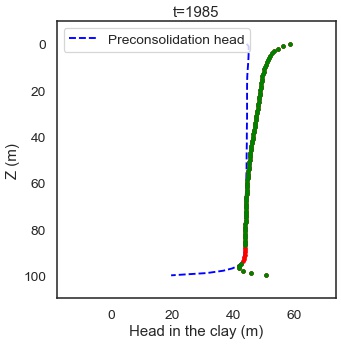 t=1985
Preconsolidation head
0
20
40
60
80
100
Z (m)
0 20 40 60
Head in the clay (m)